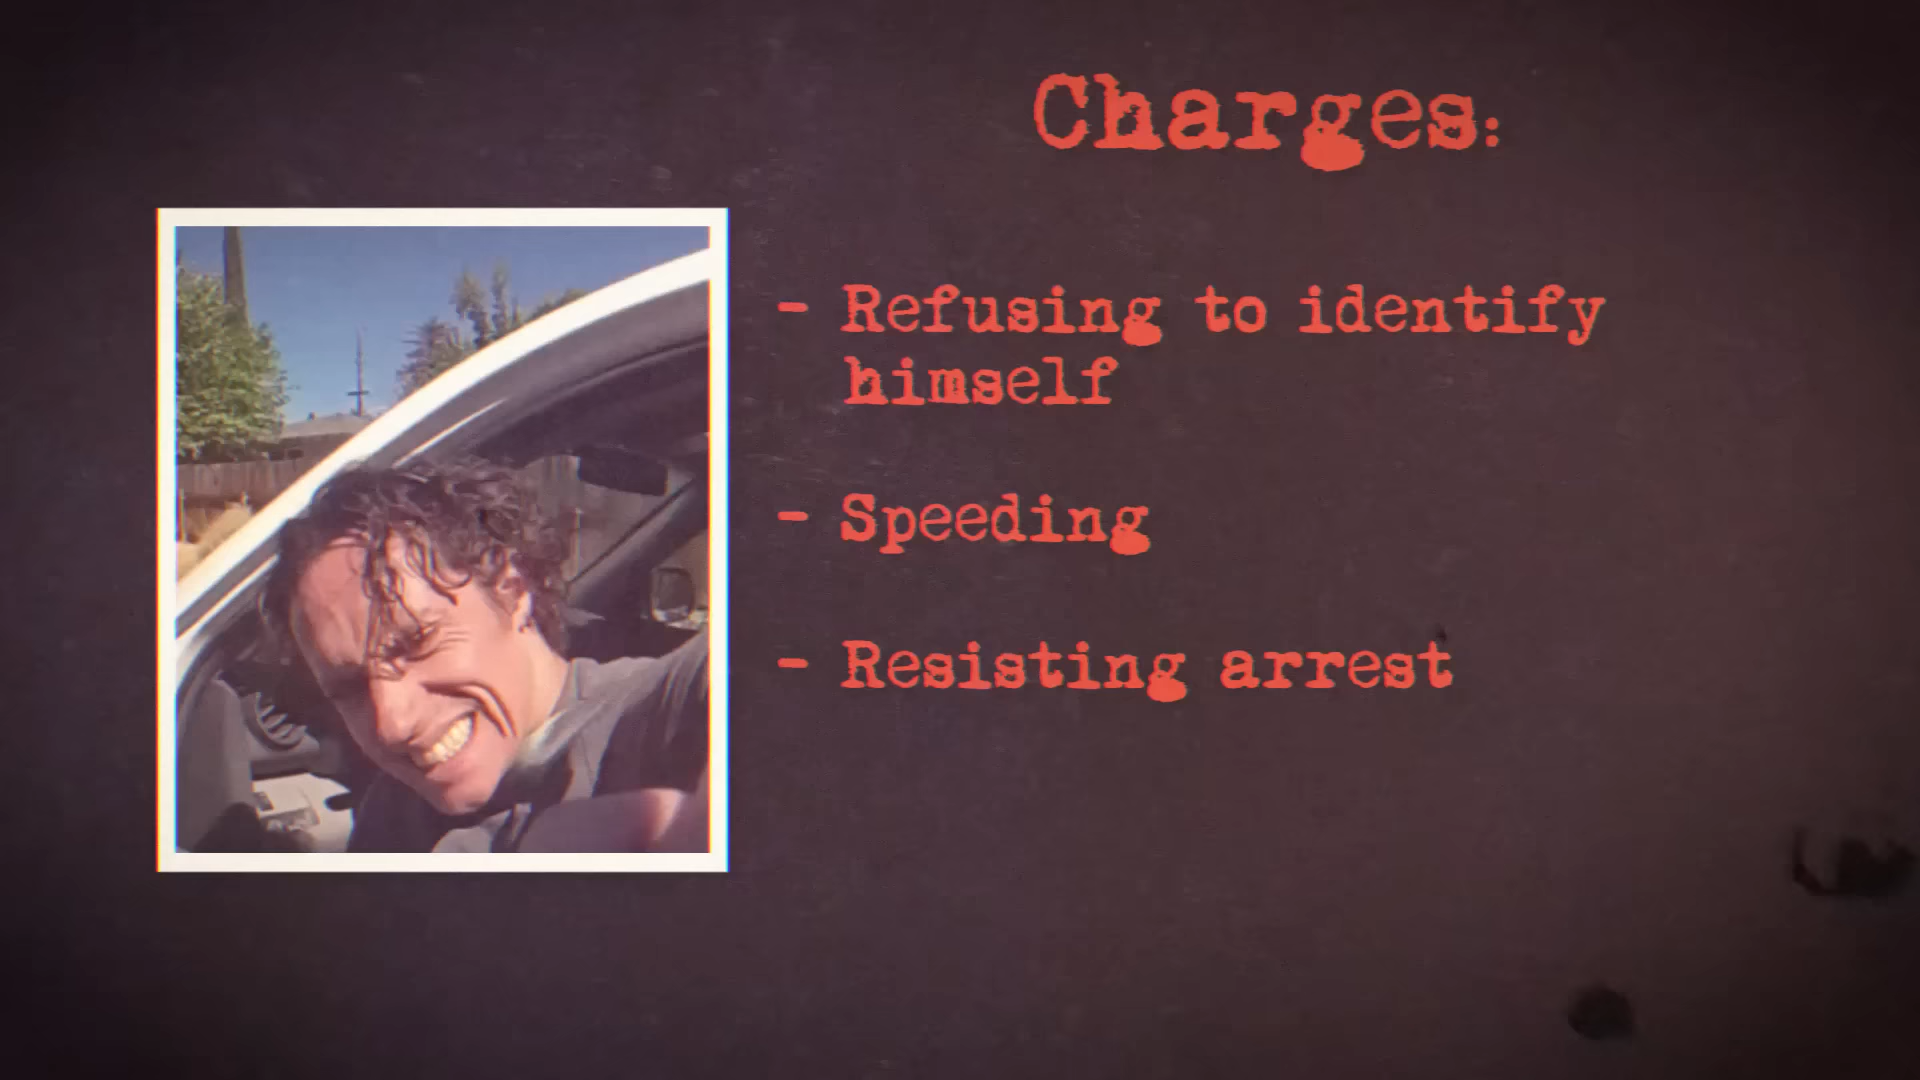 Charges:
- Refusing to identify
himself
- Speeding
- Resisting arrest